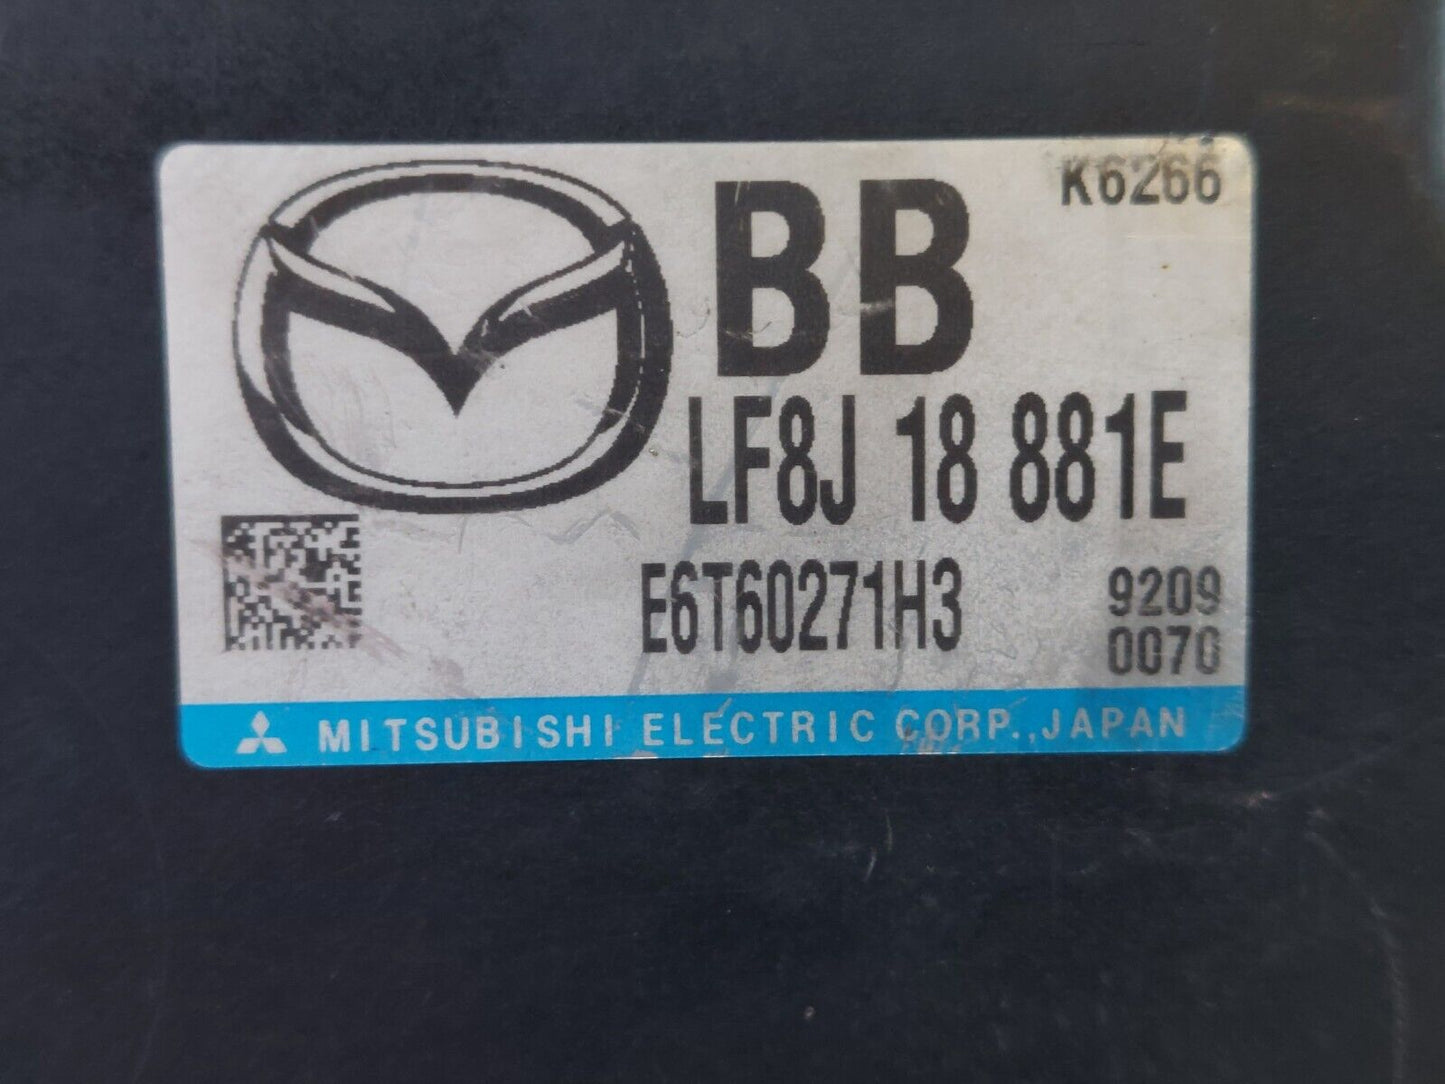 BB
K6266
LF8J 18 881E
E6T60271H3
9209
0070
MITSUBISHI ELECTRIC CORP., JAPAN